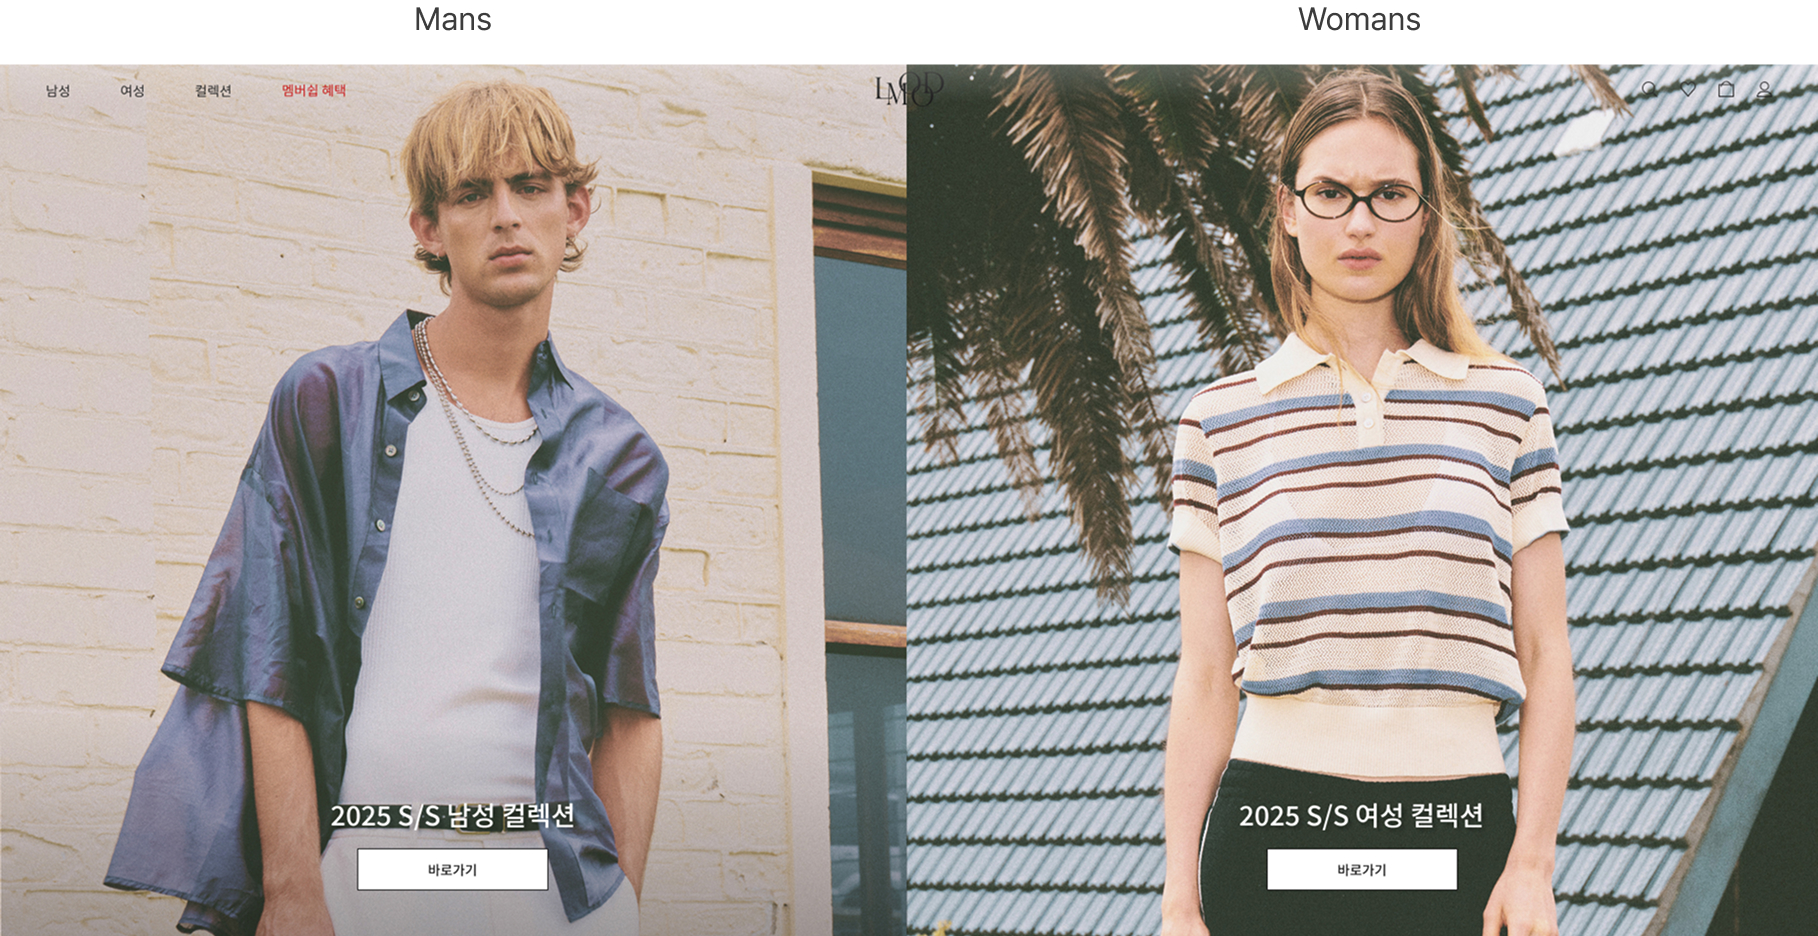 Mans
Womans
남성 여성 컬렉션 멤버쉽 혜택
LMOOD
2025 S/S 남성 컬렉션
바로가기
2025 S/S 여성 컬렉션
바로가기